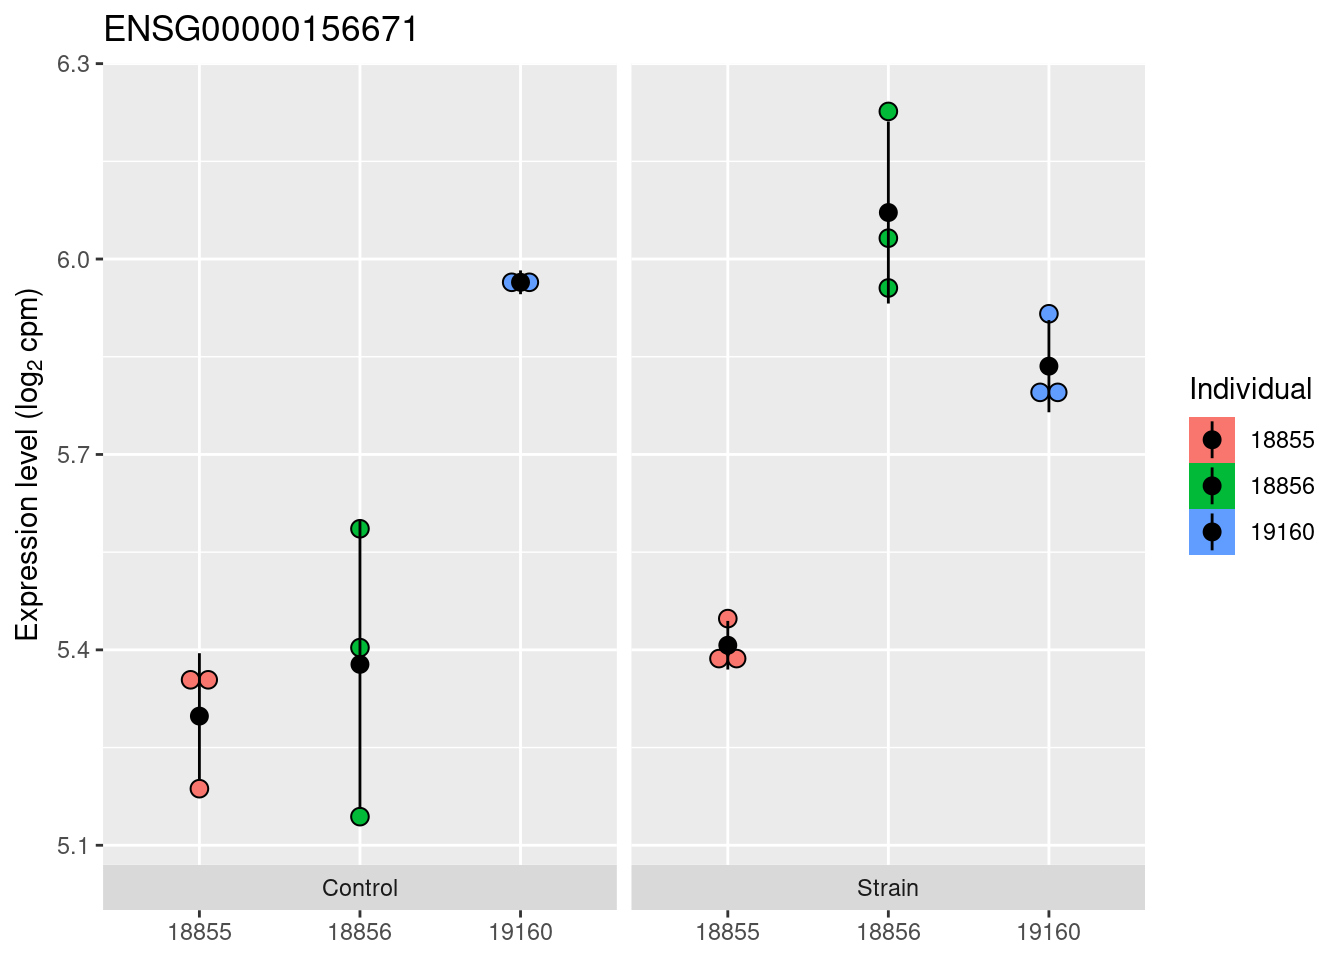 ENSG00000156671
Expression level (log₂ cpm)
6.3
6.0
5.7
5.4
5.1
Control
Strain
18855
18856
19160
18855
18856
19160
Individual
18855
18856
19160